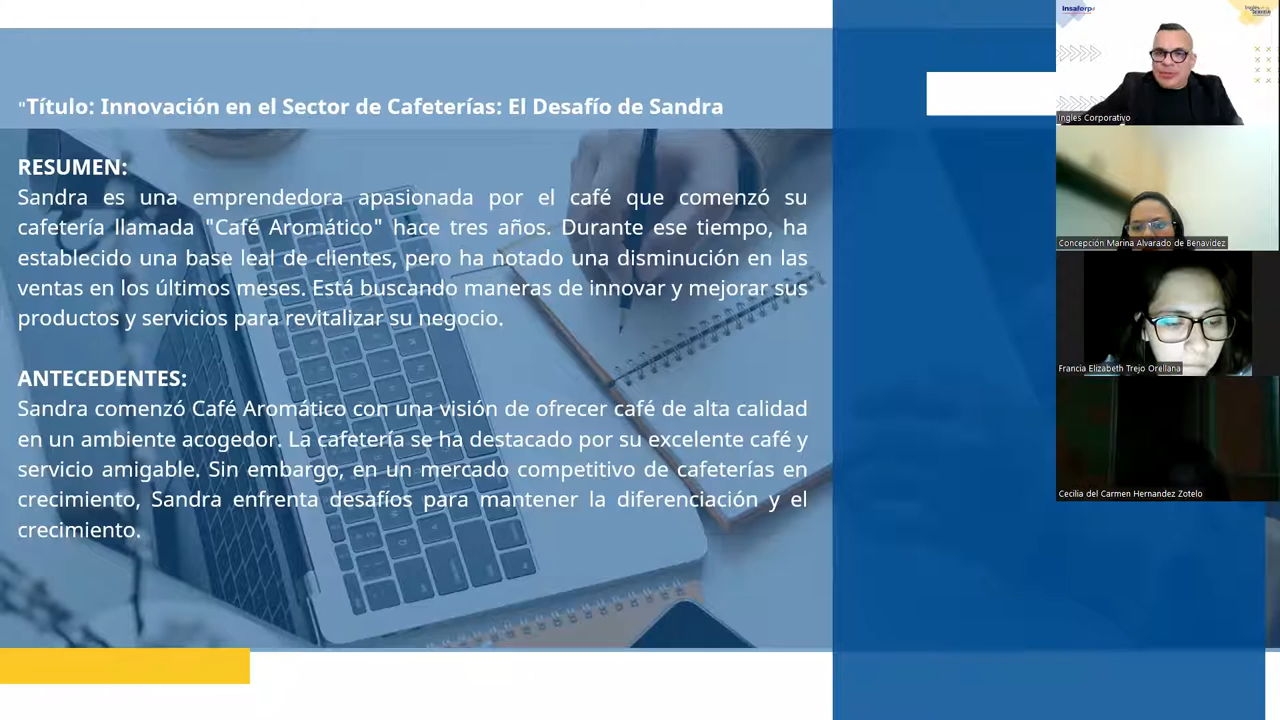 "Título: Innovación en el Sector de Cafeterías: El Desafío de Sandra
RESUMEN:
Sandra es una emprendedora apasionada por el café que comenzó su
cafetería llamada "Café Aromático" hace tres años. Durante ese tiempo, ha
establecido una base leal de clientes, pero ha notado una disminución en las
ventas en los últimos meses. Está buscando maneras de innovar y mejorar sus
productos y servicios para revitalizar su negocio.
ANTECEDENTES:
Sandra comenzó Café Aromático con una visión de ofrecer café de alta calidad
en un ambiente acogedor. La cafetería se ha destacado por su excelente café y
servicio amigable. Sin embargo, en un mercado competitivo de cafeterías en
crecimiento, Sandra enfrenta desafíos para mantener la diferenciación y el
crecimiento.
Insaforp
Ingles Corporativo
Concepción Marina Alvarado de Benavidez
Francia Elizabeth Trejo Orellana
Cecilia del Carmen Hernandez Zotelo